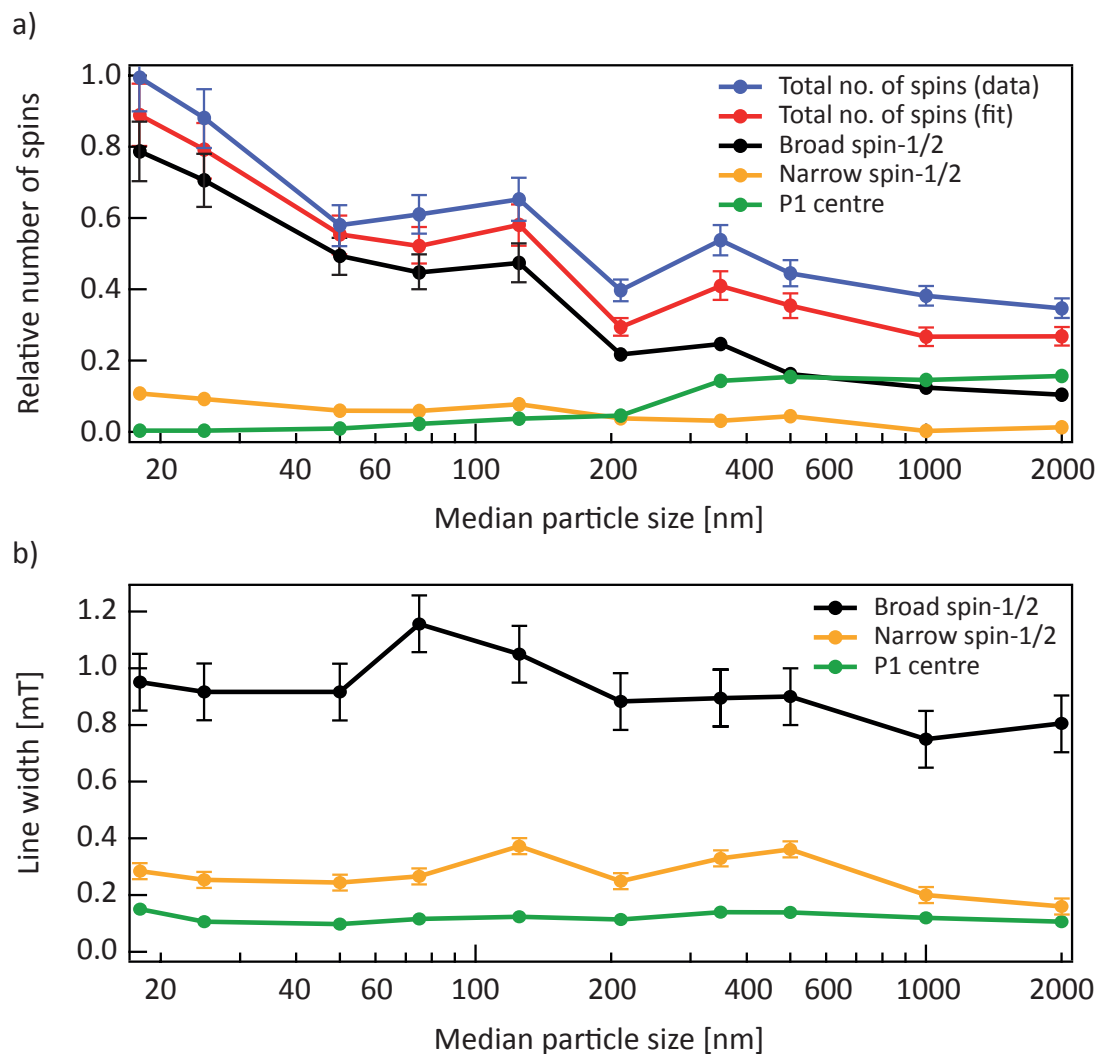 a)
Total no. of spins (data)
Total no. of spins (fit)
Broad spin-1/2
Narrow spin-1/2
P1 centre
Relative number of spins
1.0
0.8
0.6
0.4
0.2
0.0
20 40 60 100 200 400 600 1000 2000
Median particle size [nm]
b)
Broad spin-1/2
Narrow spin-1/2
P1 centre
Line width [mT]
1.2
1.0
0.8
0.6
0.4
0.2
0.0
20 40 60 100 200 400 600 1000 2000
Median particle size [nm]